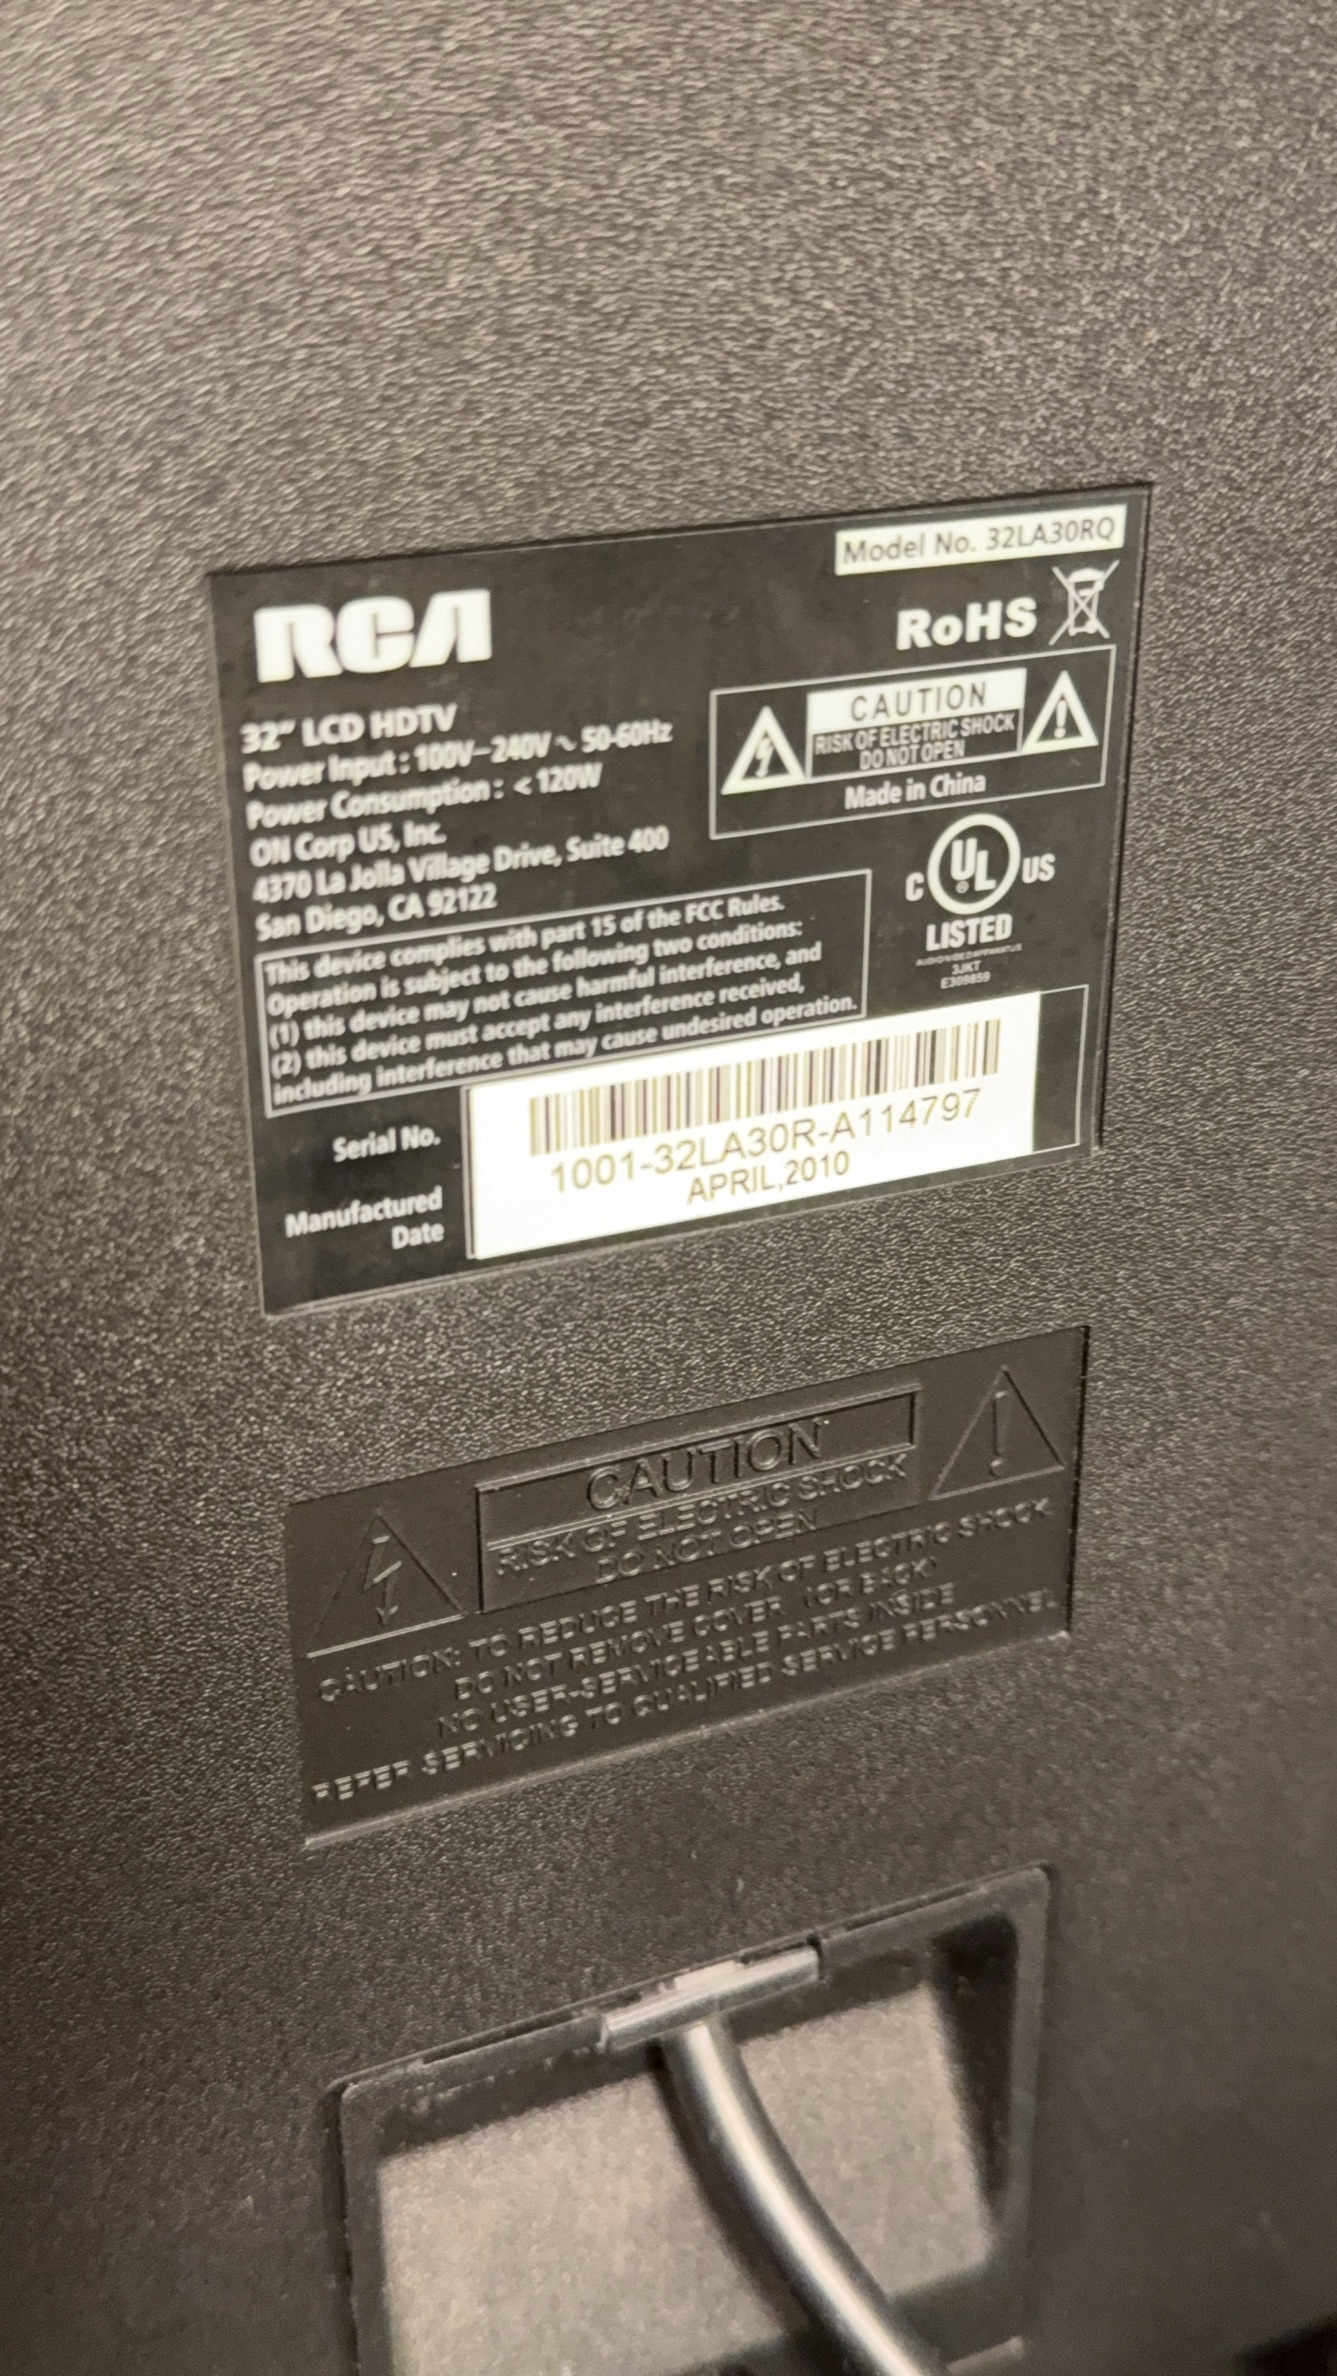 Model No. 32LA30RQ
RCA
RoHS
32" LCD HDTV
Power Input : 100V–240V ~ 50-60Hz
Power Consumption : < 120W
ON Corp US, Inc.
4370 La Jolla Village Drive, Suite 400
San Diego, CA 92122
CAUTION
RISK OF ELECTRIC SHOCK
DO NOT OPEN
Made in China
C UL US
LISTED
AUDIO/VIDEO APPARATUS
3JKT
E309859
This device complies with part 15 of the FCC Rules.
Operation is subject to the following two conditions:
(1) this device may not cause harmful interference, and
(2) this device must accept any interference received,
including interference that may cause undesired operation.
Serial No.
1001-32LA30R-A114797
Manufactured
Date
APRIL,2010
CAUTION
RISK OF ELECTRIC SHOCK
DO NOT OPEN
CAUTION: TO REDUCE THE RISK OF ELECTRIC SHOCK
DO NOT REMOVE COVER (OR BACK)
NO USER-SERVICEABLE PARTS INSIDE
REFER SERVICING TO QUALIFIED SERVICE PERSONNEL